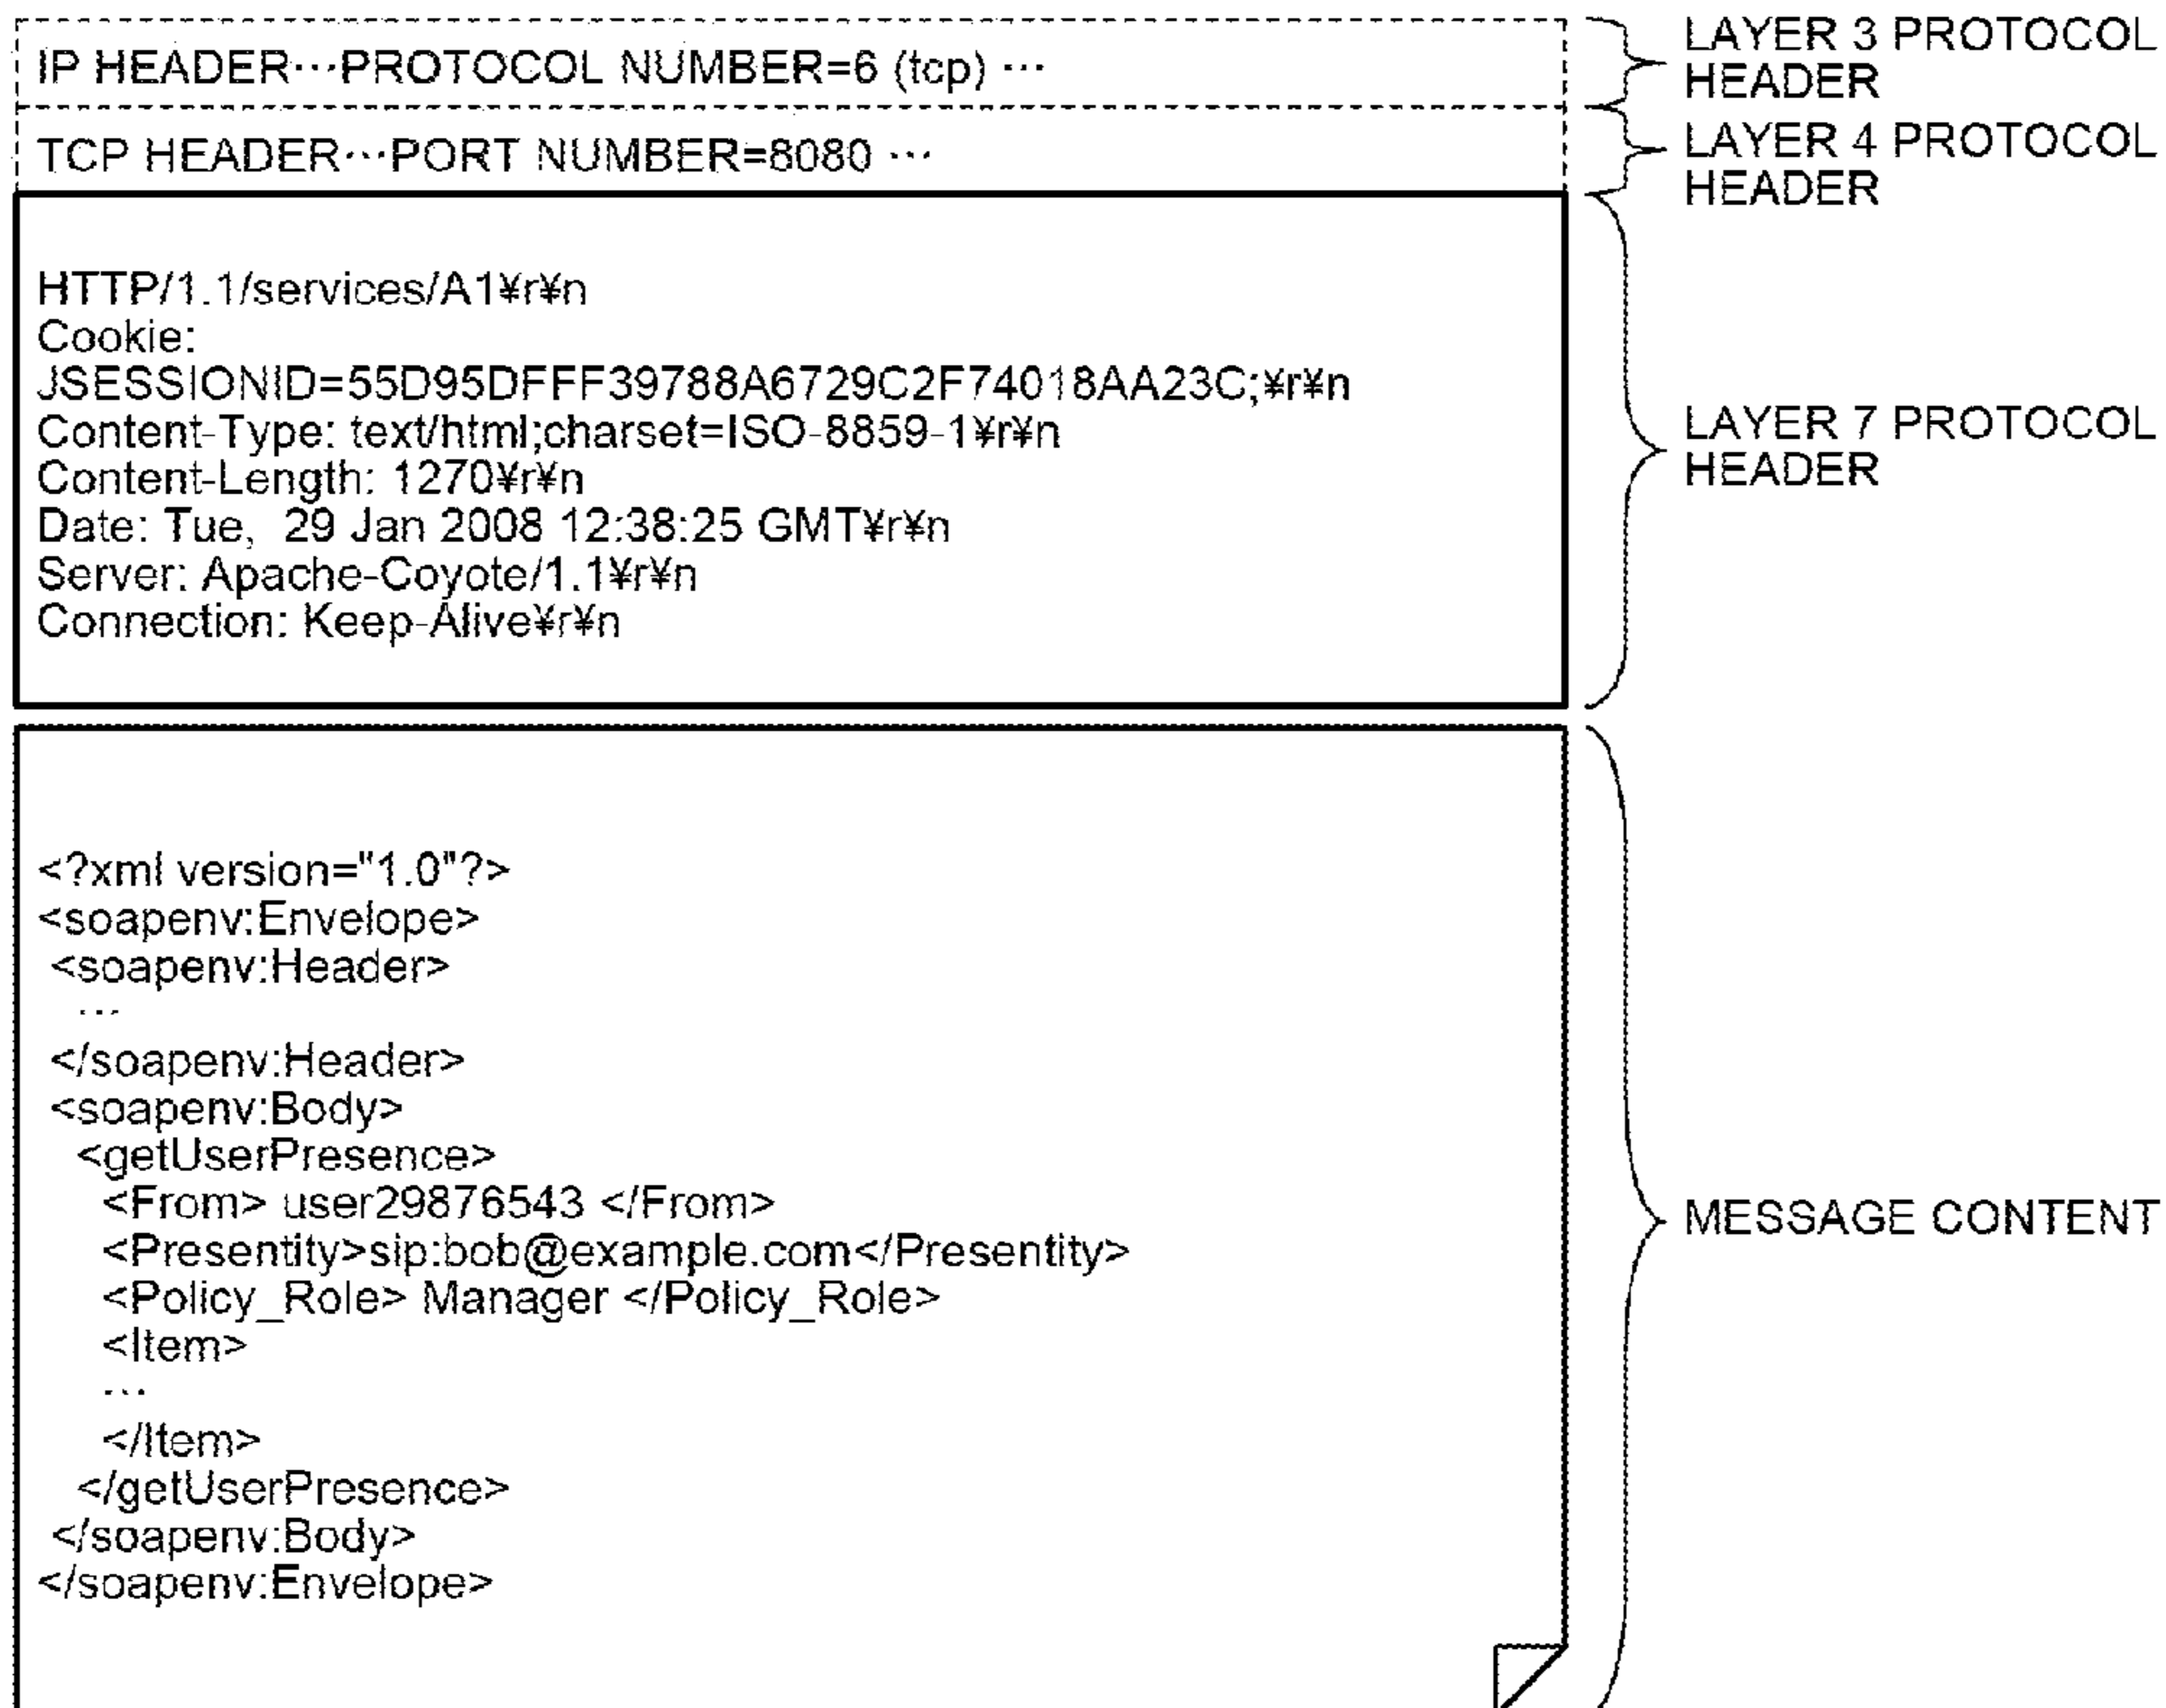 IP HEADER···PROTOCOL NUMBER=6 (tcp) ···
LAYER 3 PROTOCOL
HEADER
TCP HEADER···PORT NUMBER=8080 ···
LAYER 4 PROTOCOL
HEADER
HTTP/1.1/services/A1¥r¥n
Cookie:
JSESSIONID=55D95DFFF39788A6729C2F74018AA23C;¥r¥n
Content-Type: text/html;charset=ISO-8859-1¥r¥n
Content-Length: 1270¥r¥n
Date: Tue,  29 Jan 2008 12:38:25 GMT¥r¥n
Server: Apache-Coyote/1.1¥r¥n
Connection: Keep-Alive¥r¥n
LAYER 7 PROTOCOL
HEADER
<?xml version="1.0"?>
<soapenv:Envelope>
<soapenv:Header>
···
</soapenv:Header>
<soapenv:Body>
<getUserPresence>
<From> user29876543 </From>
<Presentity>sip:bob@example.com</Presentity>
<Policy_Role> Manager </Policy_Role>
<Item>
···
</Item>
</getUserPresence>
</soapenv:Body>
</soapenv:Envelope>
MESSAGE CONTENT